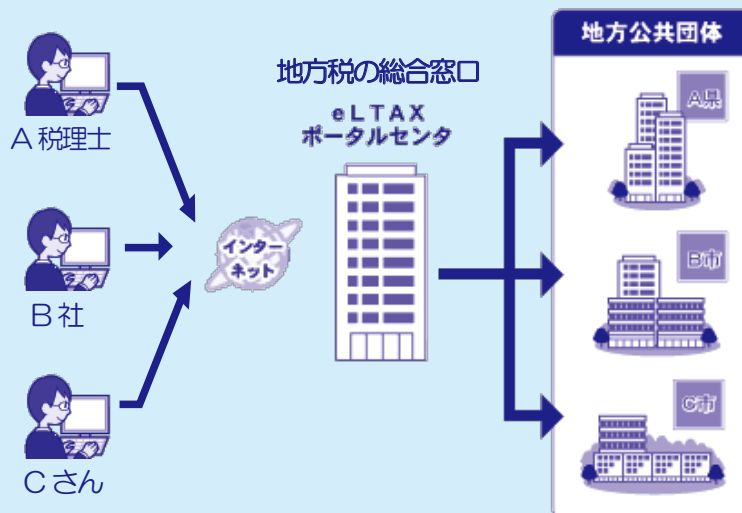 A 税理士
B 社
C さん
インター
ネット
地方税の総合窓口
eLTAX
ポータルセンタ
地方公共団体
A県
B市
C市